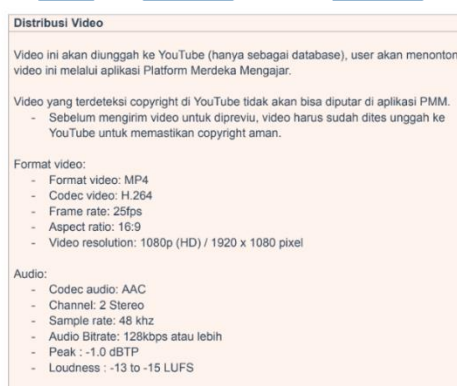 Distribusi Video
Video ini akan diunggah ke YouTube (hanya sebagai database), user akan menonton
video ini melalui aplikasi Platform Merdeka Mengajar.
Video yang terdeteksi copyright di YouTube tidak akan bisa diputar di aplikasi PMM.
- Sebelum mengirim video untuk dipreviu, video harus sudah dites unggah ke
YouTube untuk memastikan copyright aman.
Format video:
- Format video: MP4
- Codec video: H.264
- Frame rate: 25fps
- Aspect ratio: 16:9
- Video resolution: 1080p (HD) / 1920 x 1080 pixel
Audio:
- Codec audio: AAC
- Channel: 2 Stereo
- Sample rate: 48 khz
- Audio Bitrate: 128kbps atau lebih
- Peak : -1.0 dBTP
- Loudness : -13 to -15 LUFS